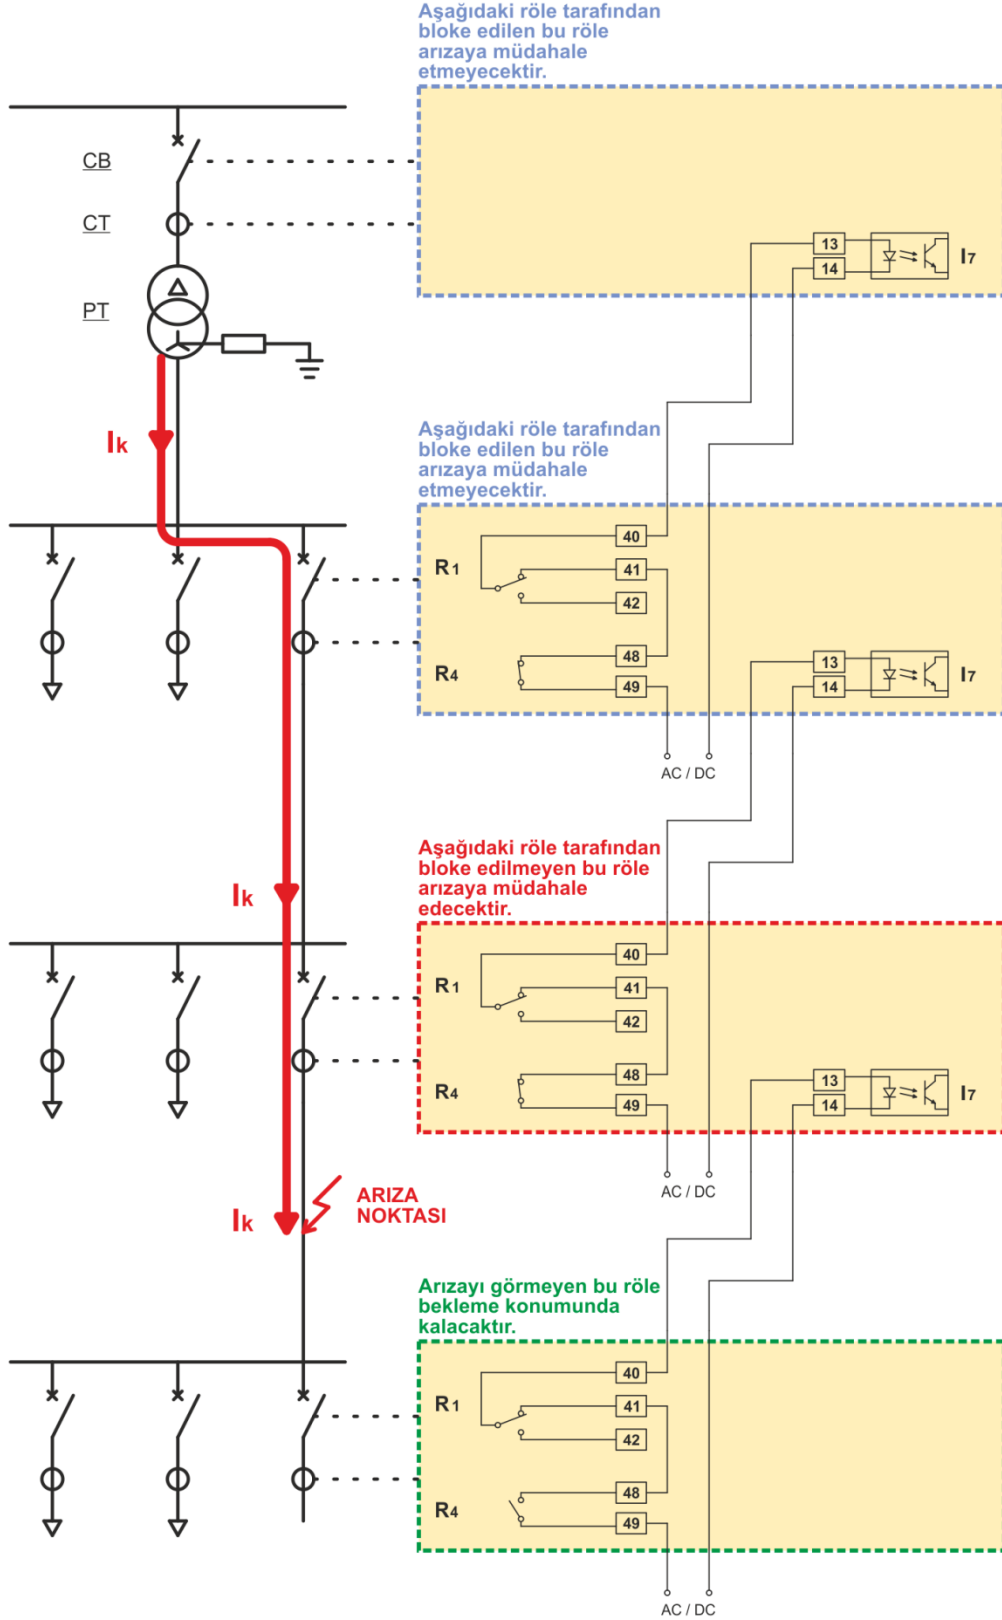 Aşağıdaki röle tarafından
bloke edilen bu röle
arızaya müdahale
etmeyecektir.
CB
CT
PT
13
14
I7
Ik
Aşağıdaki röle tarafından
bloke edilen bu röle
arızaya müdahale
etmeyecektir.
R1
40
41
42
R4
48
49
13
14
I7
AC / DC
Ik
Aşağıdaki röle tarafından
bloke edilmeyen bu röle
arızaya müdahale
edecektir.
R1
40
41
42
R4
48
49
13
14
I7
AC / DC
Ik
ARIZA
NOKTASI
Arızayı görmeyen bu röle
bekleme konumunda
kalacaktır.
R1
40
41
42
R4
48
49
AC / DC